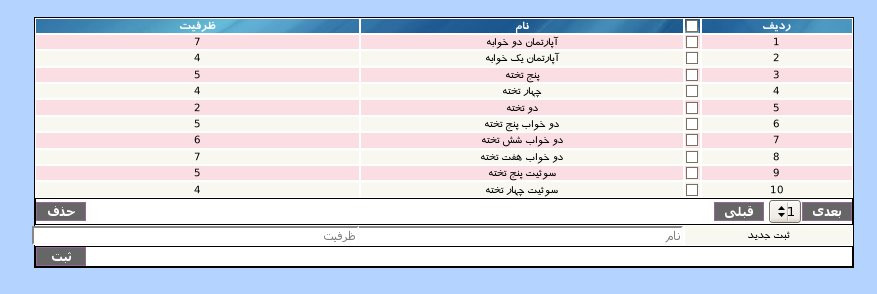 ردیف نام ظرفیت
1 آپارتمان دو خوابه 7
2 آپارتمان یک خوابه 4
3 پنج تخته 5
4 چهار تخته 4
5 دو تخته 2
6 دو خواب پنج تخته 5
7 دو خواب شش تخته 6
8 دو خواب هفت تخته 7
9 سوئیت پنج تخته 5
10 سوئیت چهار تخته 4
بعدی 1 قبلی حذف
ثبت جدید نام ظرفیت
ثبت